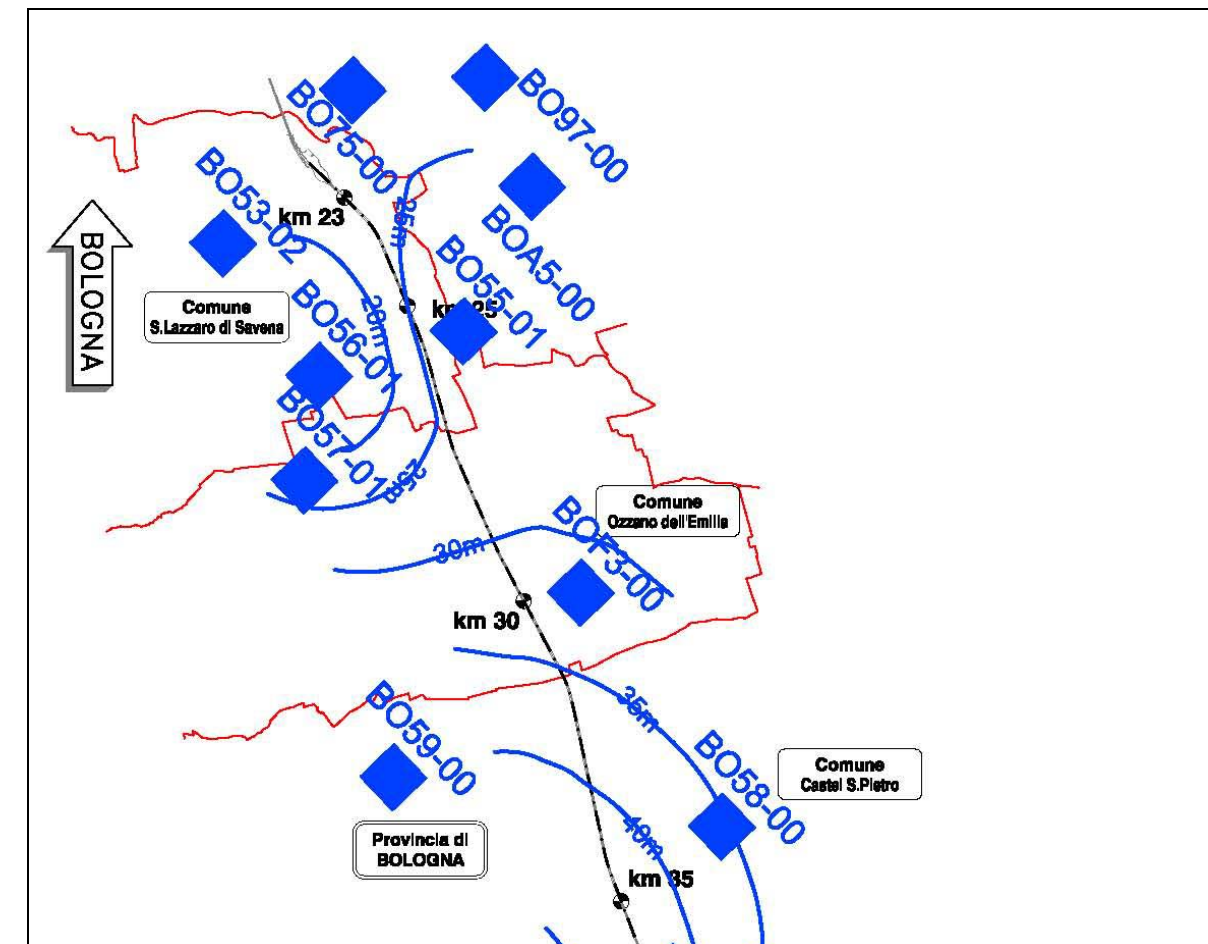 BO75-00
BO97-00
BO53-02
km 23
25m
BOA5-00
BOLOGNA
BO55-01
km 25
Comune
S.Lazzaro di Savena
BO56-01
20m
BO57-01
25m
Comune
Ozzano dell'Emilia
BOF3-00
30m
km 30
BO59-00
35m
BO58-00
Comune
Castel S.Pietro
40m
Provincia di
BOLOGNA
km 35